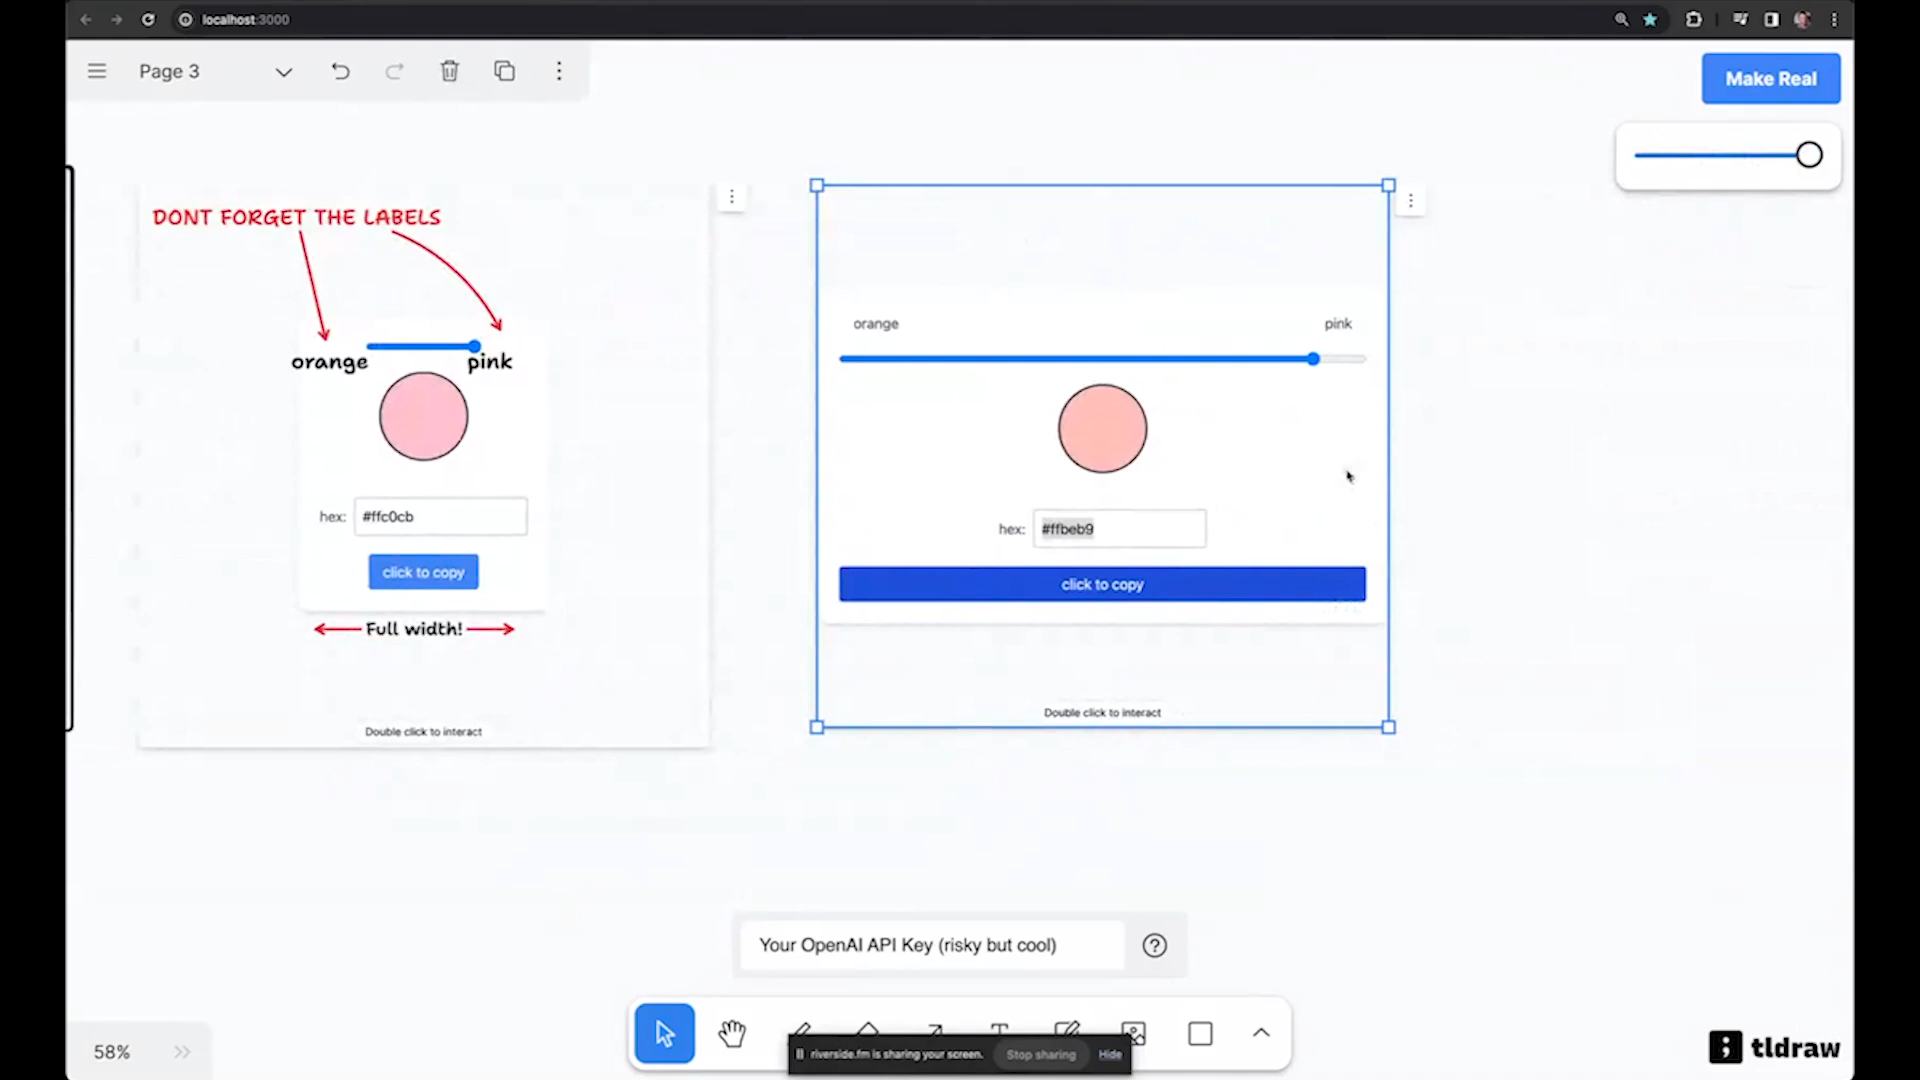 localhost:3000
Page 3
Make Real
DONT FORGET THE LABELS
orange
pink
hex:
#ffc0cb
click to copy
Full width!
Double click to interact
orange
pink
hex:
#ffbeb9
click to copy
Double click to interact
Your OpenAI API Key (risky but cool)
58%
riverside.fm is sharing your screen.
Stop sharing
Hide
tldraw